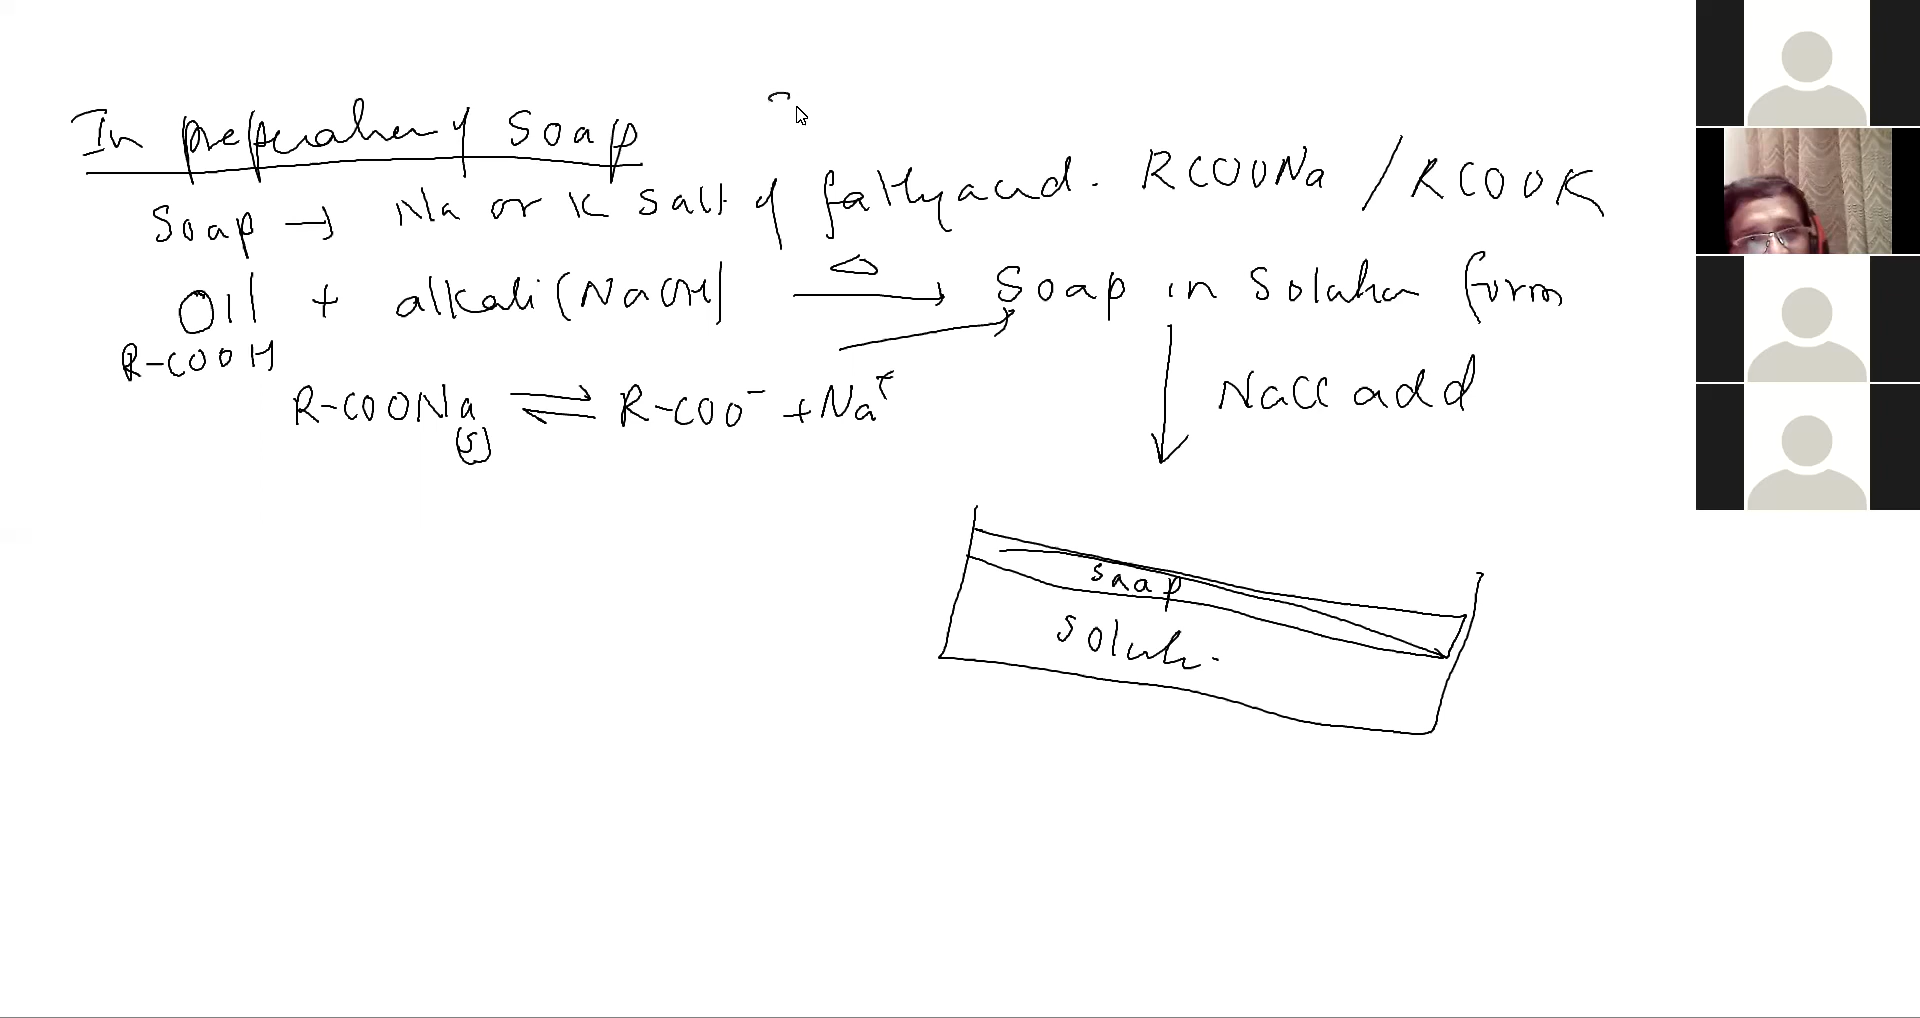 In preperation of Soap
Soap → Na or K Salt of fatty acid. RCOONa / RCOOK
Oil + alkali (NaOH) △ → Soap in Solution form
R-COOH
R-COONa (s) ⇌ R-COO⁻ + Na⁺
NaCl add
Soap
Solution